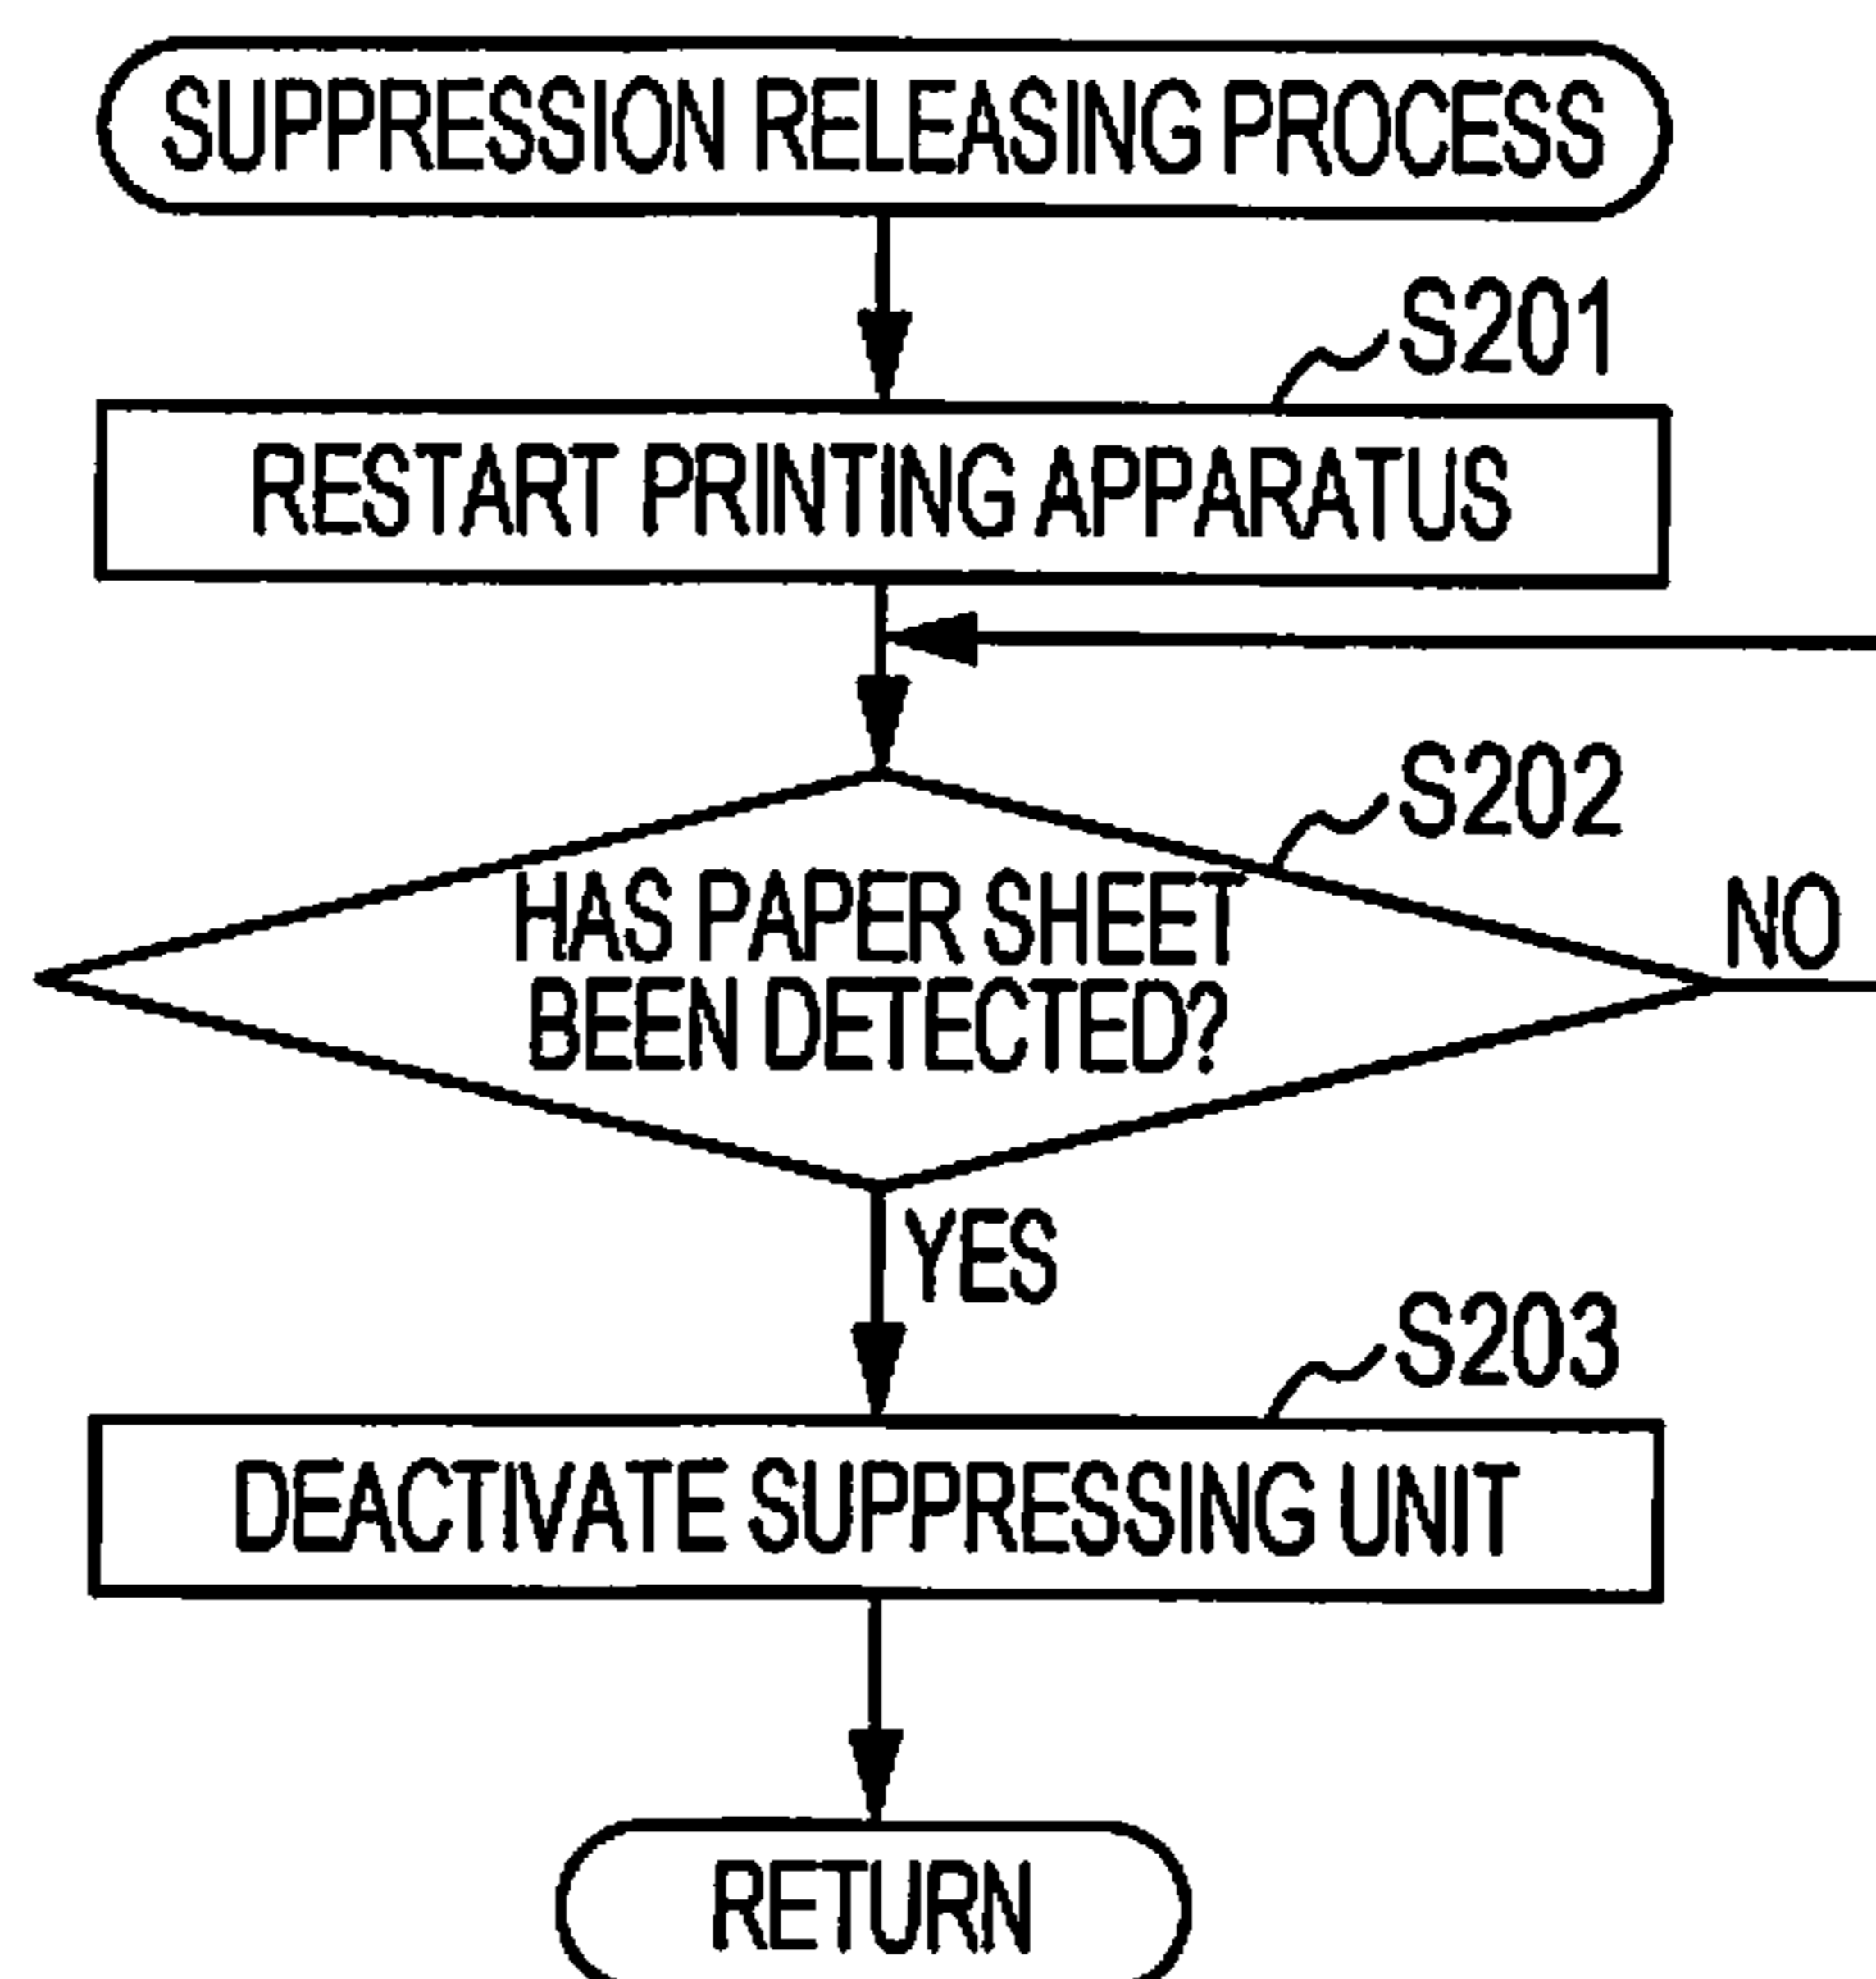 SUPPRESSION RELEASING PROCESS
S201
RESTART PRINTING APPARATUS
S202
HAS PAPER SHEET
BEEN DETECTED?
NO
YES
S203
DEACTIVATE SUPPRESSING UNIT
RETURN